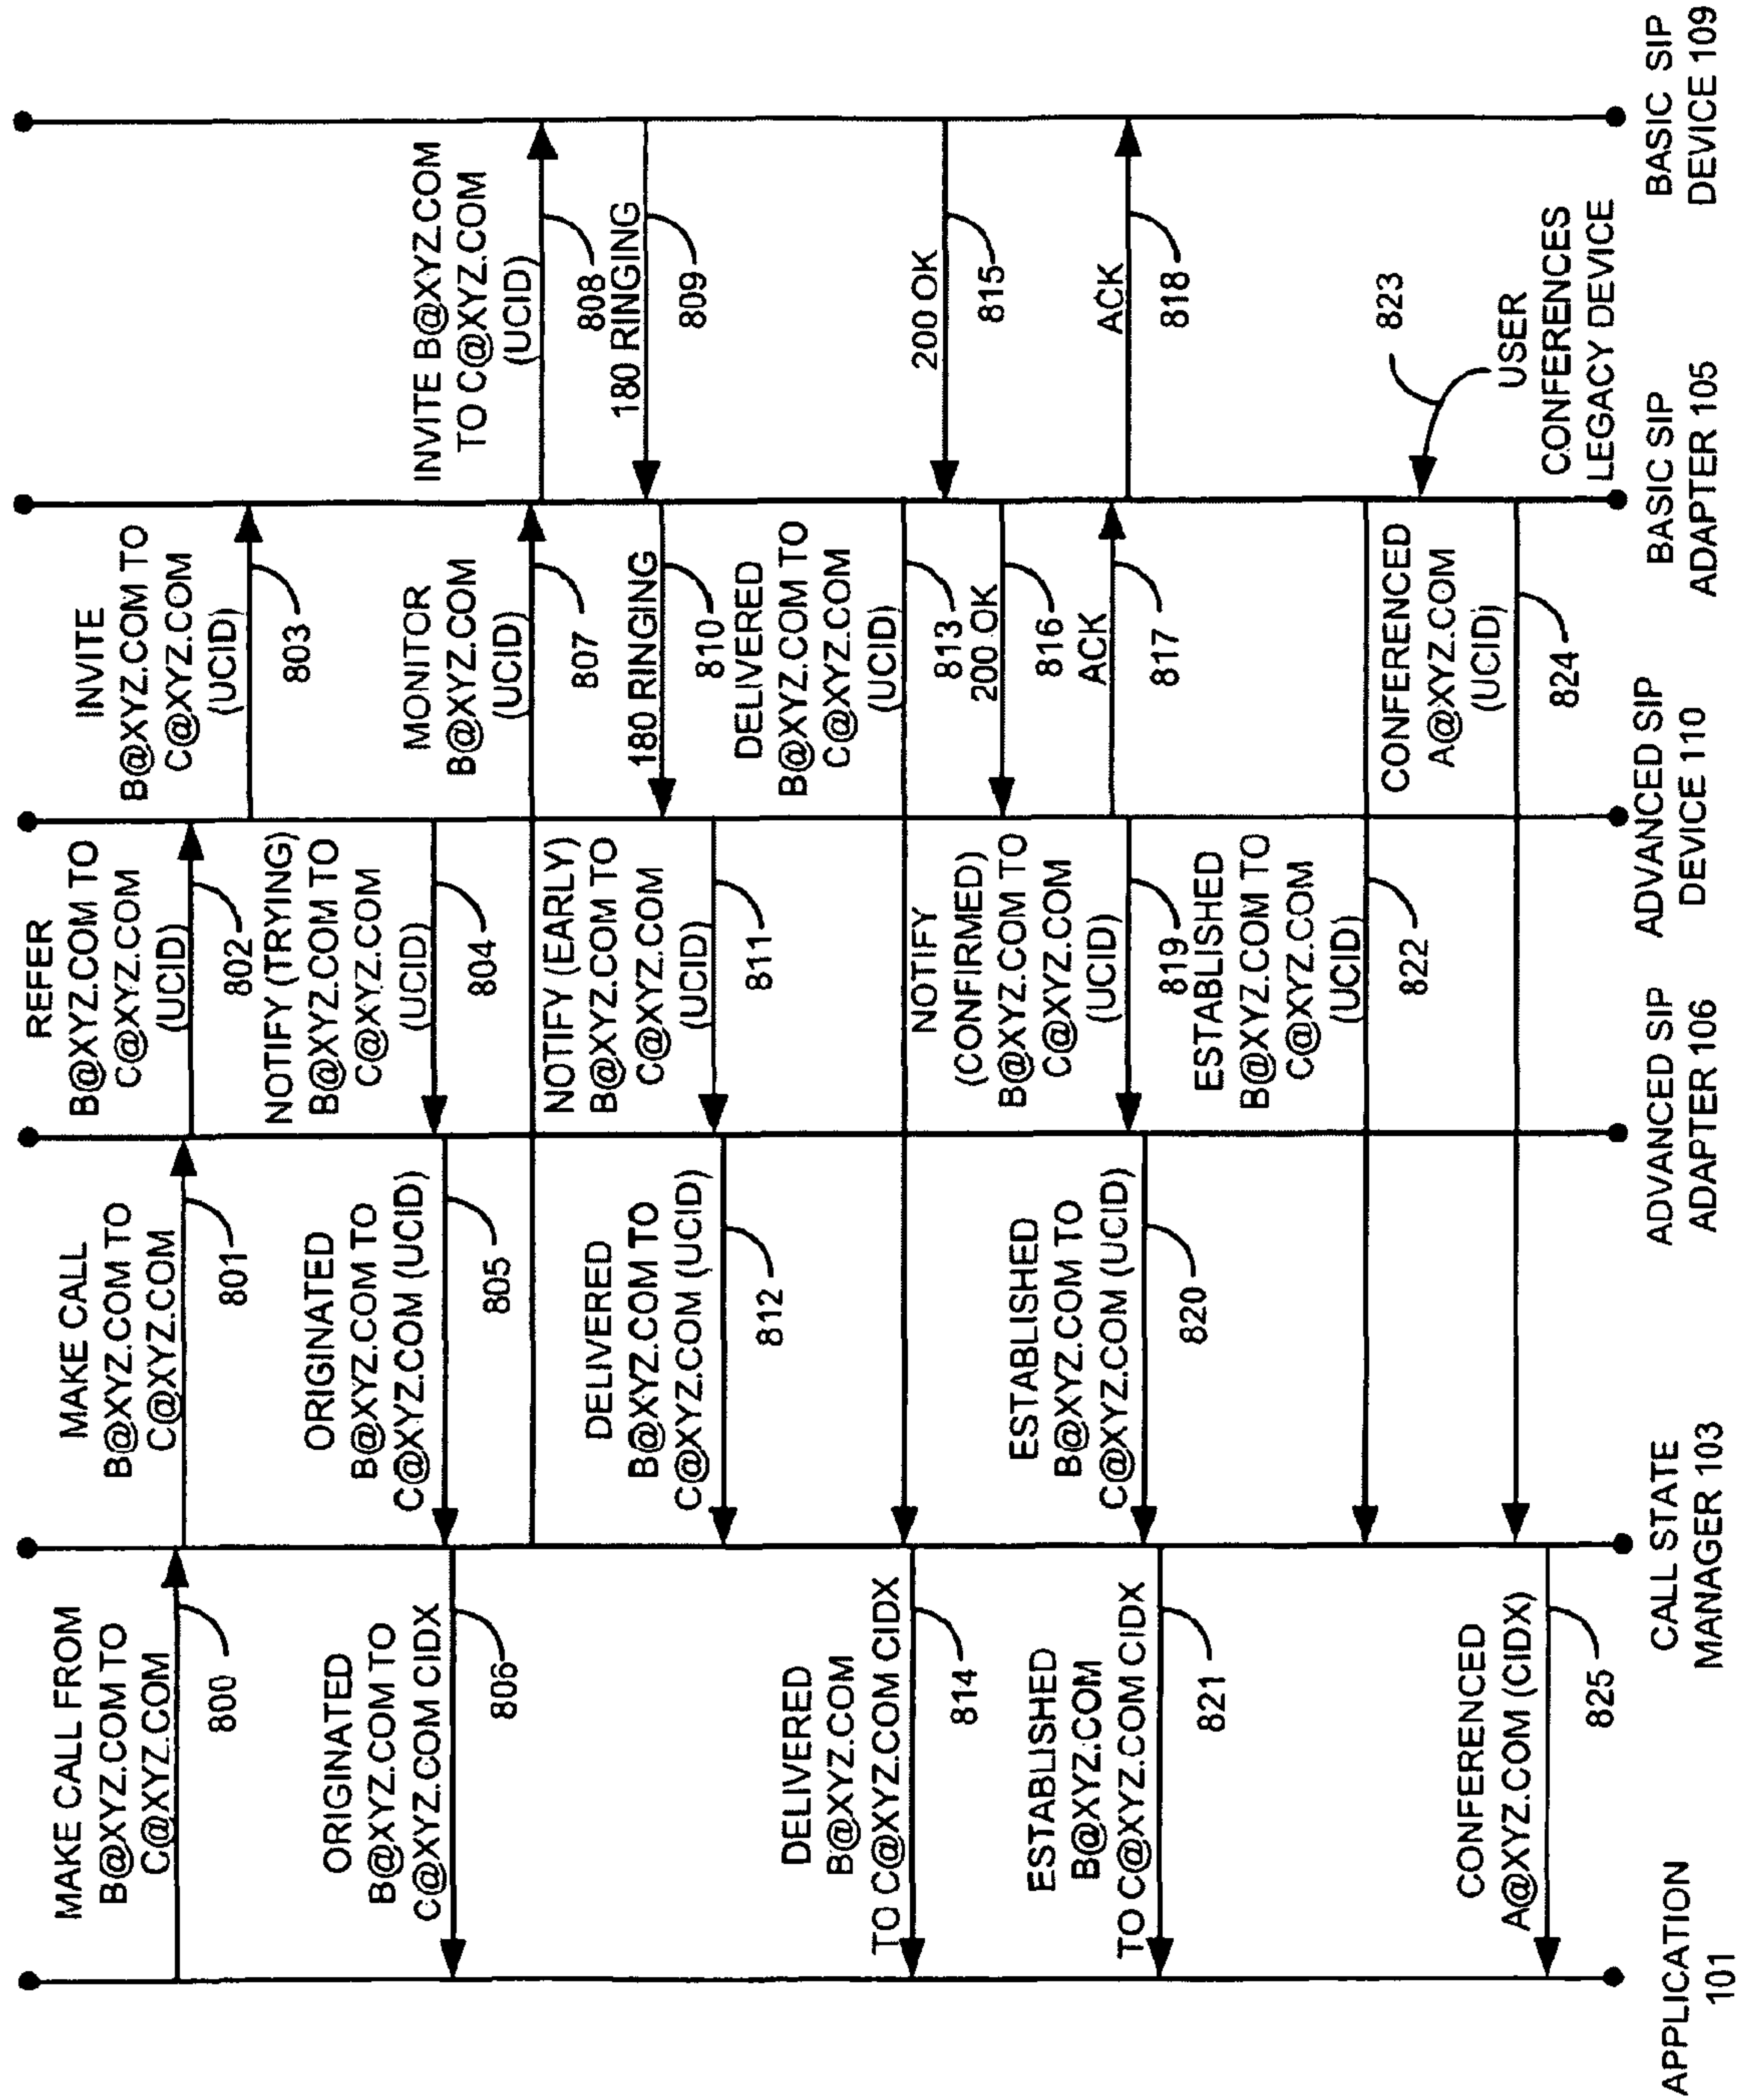 MAKE CALL FROM
B@XYZ.COM TO
C@XYZ.COM
800
MAKE CALL
B@XYZ.COM TO
C@XYZ.COM
801
REFER
B@XYZ.COM TO
C@XYZ.COM
(UCID)
802
INVITE
B@XYZ.COM TO
C@XYZ.COM
(UCID)
803
NOTIFY (TRYING)
B@XYZ.COM TO
C@XYZ.COM
(UCID)
804
ORIGINATED
B@XYZ.COM TO
C@XYZ.COM (UCID)
805
ORIGINATED
B@XYZ.COM TO
C@XYZ.COM CIDX
806
MONITOR
B@XYZ.COM
(UCID)
807
INVITE B@XYZ.COM
TO C@XYZ.COM
(UCID)
808
180 RINGING
809
180 RINGING
810
NOTIFY (EARLY)
B@XYZ.COM TO
C@XYZ.COM
(UCID)
811
DELIVERED
B@XYZ.COM TO
C@XYZ.COM (UCID)
812
DELIVERED
B@XYZ.COM TO
C@XYZ.COM
(UCID)
813
DELIVERED
B@XYZ.COM
TO C@XYZ.COM CIDX
814
200 OK
815
200 OK
816
ACK
817
ACK
818
NOTIFY
(CONFIRMED)
B@XYZ.COM TO
C@XYZ.COM
(UCID)
819
ESTABLISHED
B@XYZ.COM TO
C@XYZ.COM (UCID)
820
ESTABLISHED
B@XYZ.COM
TO C@XYZ.COM CIDX
821
ESTABLISHED
B@XYZ.COM TO
C@XYZ.COM
(UCID)
822
823
USER
CONFERENCES
LEGACY DEVICE
CONFERENCED
A@XYZ.COM
(UCID)
824
CONFERENCED
A@XYZ.COM (CIDX)
825
APPLICATION
101
CALL STATE
MANAGER 103
ADVANCED SIP
ADAPTER 106
ADVANCED SIP
DEVICE 110
BASIC SIP
ADAPTER 105
BASIC SIP
DEVICE 109